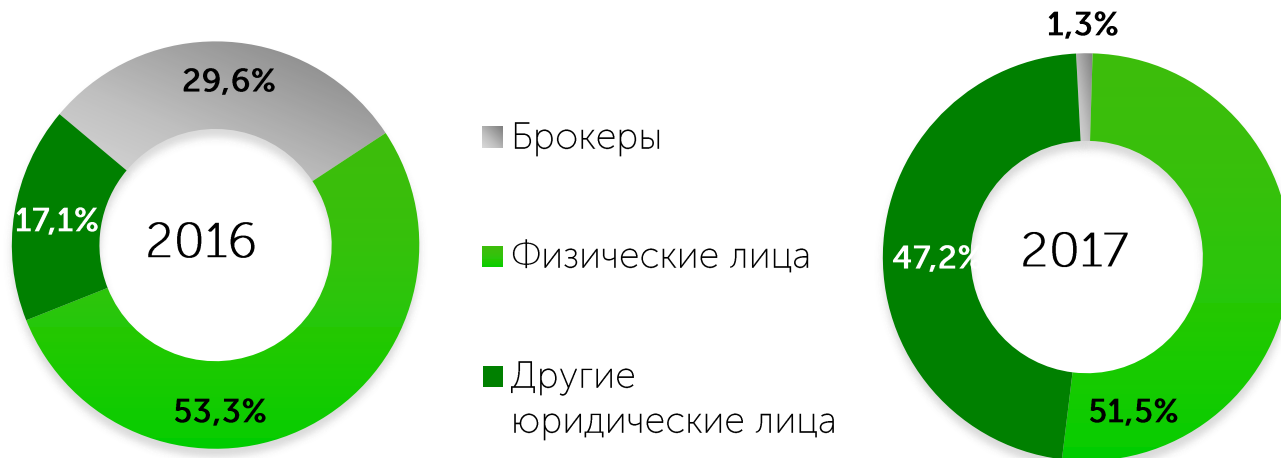 29,6%
17,1%
2016
53,3%
Брокеры
Физические лица
Другие
юридические лица
1,3%
47,2%
2017
51,5%